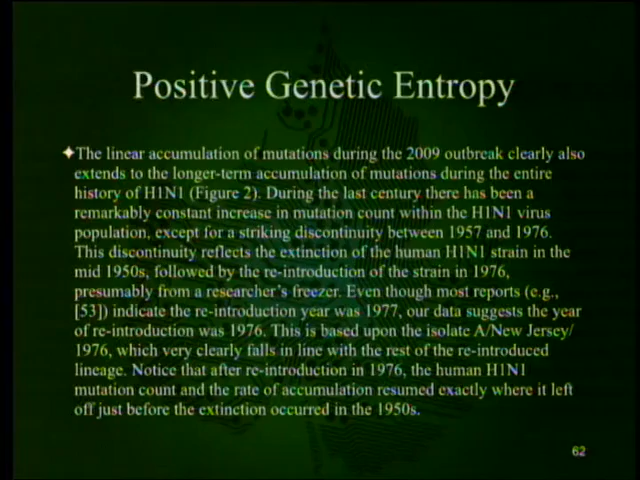 Positive Genetic Entropy
✦The linear accumulation of mutations during the 2009 outbreak clearly also
extends to the longer-term accumulation of mutations during the entire
history of H1N1 (Figure 2). During the last century there has been a
remarkably constant increase in mutation count within the H1N1 virus
population, except for a striking discontinuity between 1957 and 1976.
This discontinuity reflects the extinction of the human H1N1 strain in the
mid 1950s, followed by the re-introduction of the strain in 1976,
presumably from a researcher's freezer. Even though most reports (e.g.,
[53]) indicate the re-introduction year was 1977, our data suggests the year
of re-introduction was 1976. This is based upon the isolate A/New Jersey/
1976, which very clearly falls in line with the rest of the re-introduced
lineage. Notice that after re-introduction in 1976, the human H1N1
mutation count and the rate of accumulation resumed exactly where it left
off just before the extinction occurred in the 1950s.
62